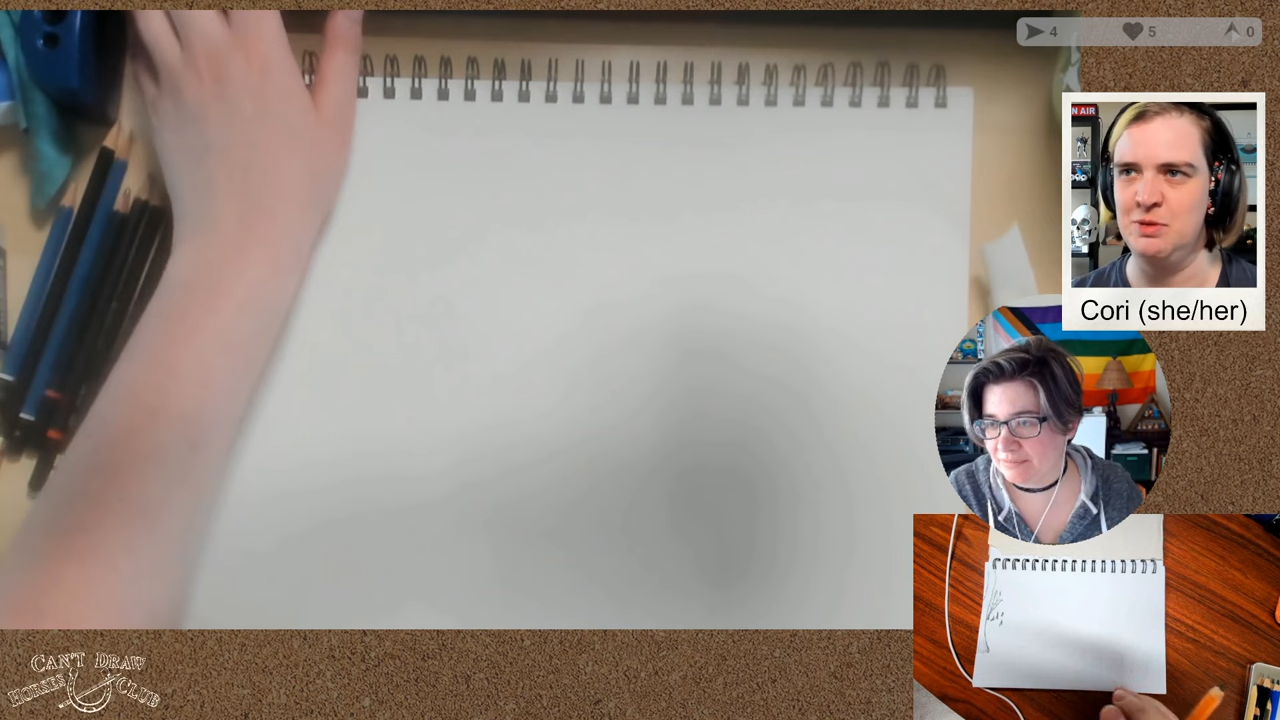 4 5 0
ON AIR
Cori (she/her)
CAN'T DRAW
HORSES CLUB